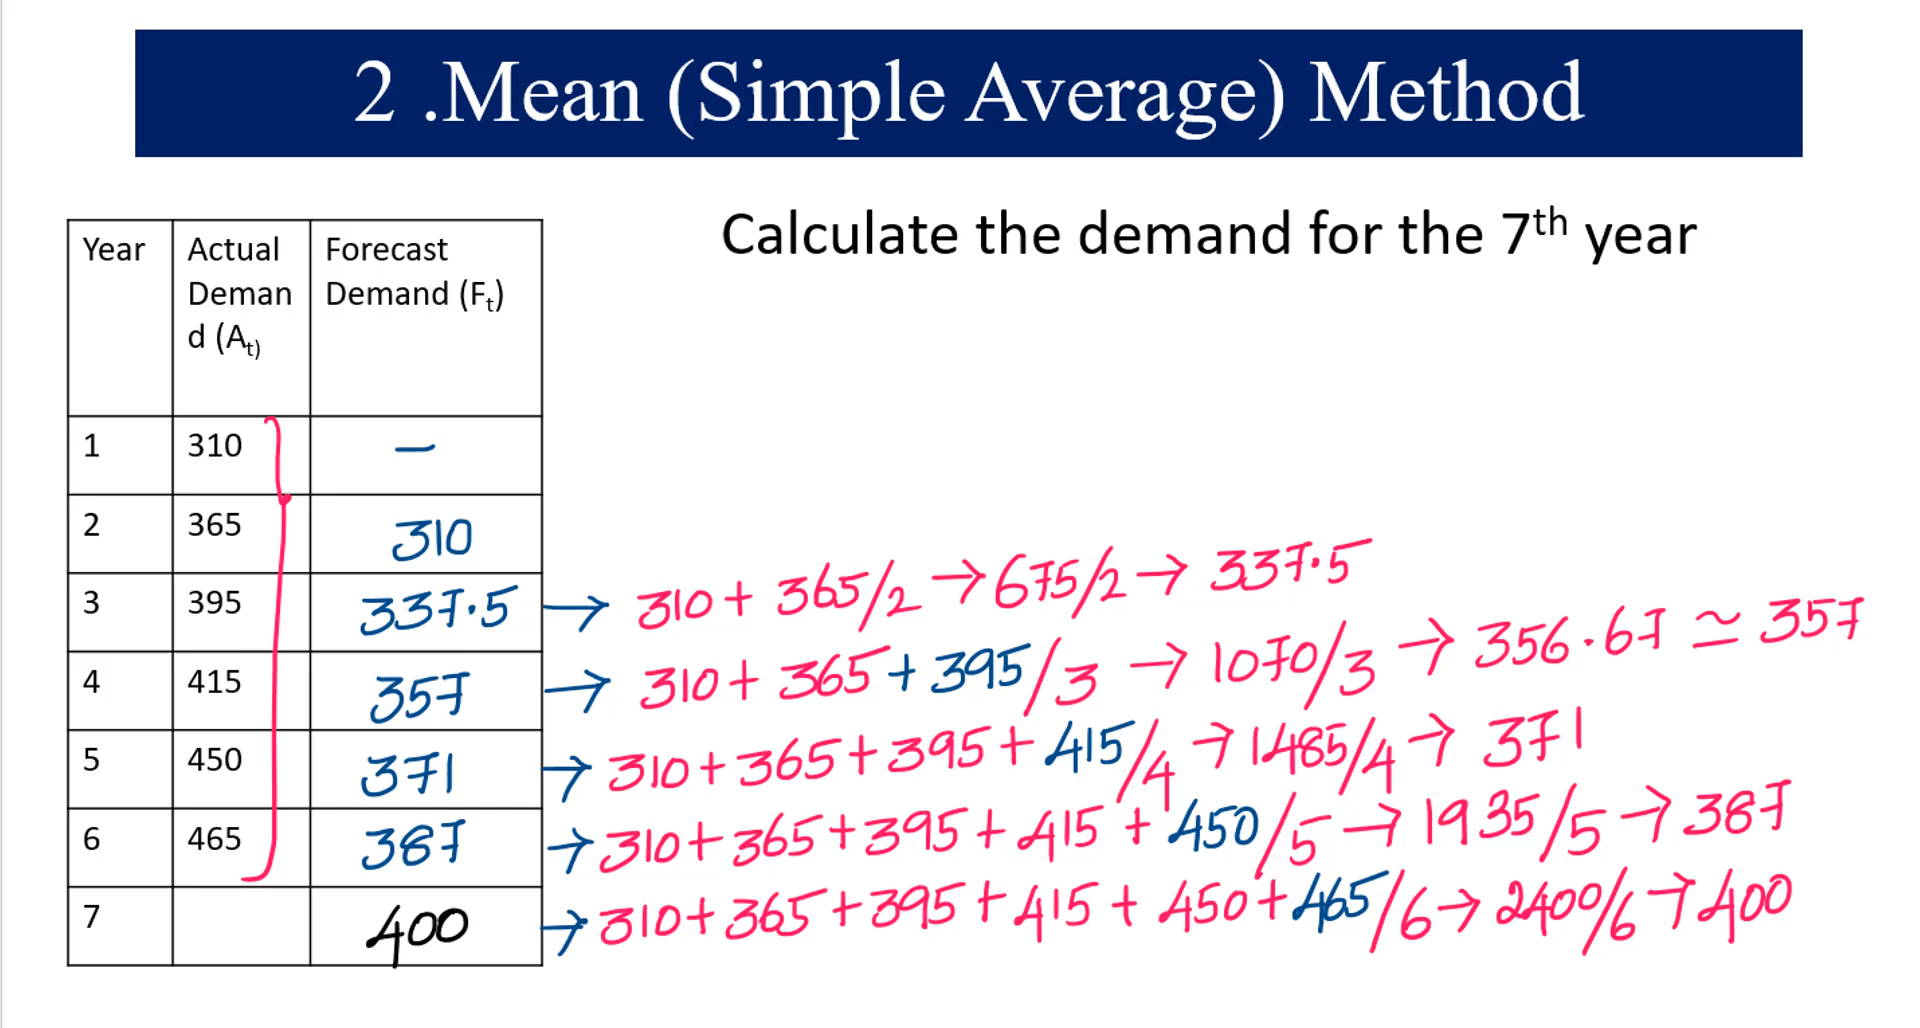 2 .Mean (Simple Average) Method
Calculate the demand for the 7th year
Year Actual Deman d (At) Forecast Demand (Ft)
1 310 –
2 365 310
3 395 337.5 → 310 + 365/2 → 675/2 → 337.5
4 415 357 → 310 + 365 + 395/3 → 1070/3 → 356.67 ≃ 357
5 450 371 → 310 + 365 + 395 + 415/4 → 1485/4 → 371
6 465 387 → 310 + 365 + 395 + 415 + 450/5 → 1935/5 → 387
7 400 → 310 + 365 + 395 + 415 + 450 + 465/6 → 2400/6 → 400